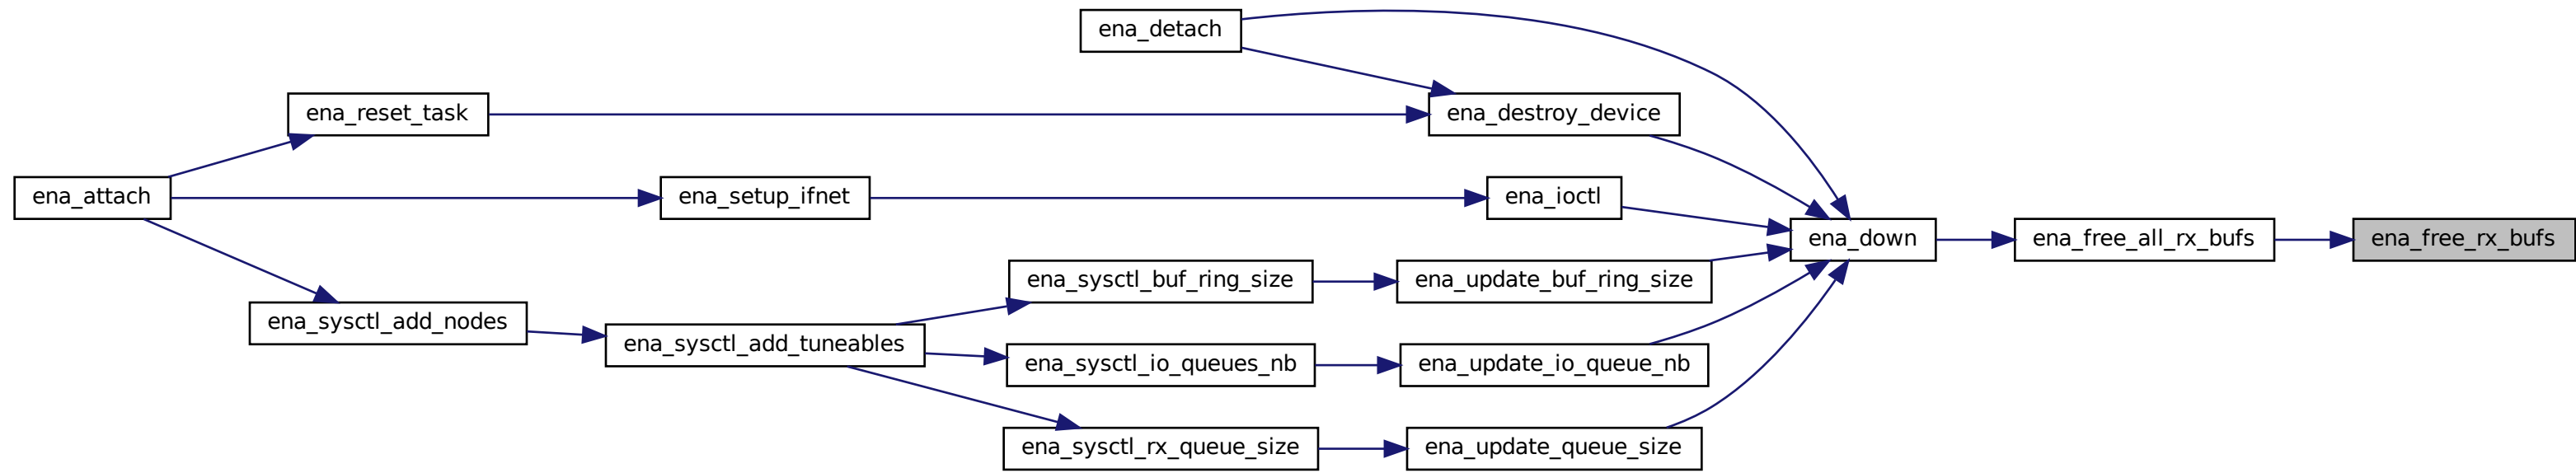 ena_detach
ena_reset_task
ena_destroy_device
ena_attach
ena_setup_ifnet
ena_ioctl
ena_down
ena_free_all_rx_bufs
ena_free_rx_bufs
ena_sysctl_buf_ring_size
ena_update_buf_ring_size
ena_sysctl_add_nodes
ena_sysctl_add_tuneables
ena_sysctl_io_queues_nb
ena_update_io_queue_nb
ena_sysctl_rx_queue_size
ena_update_queue_size